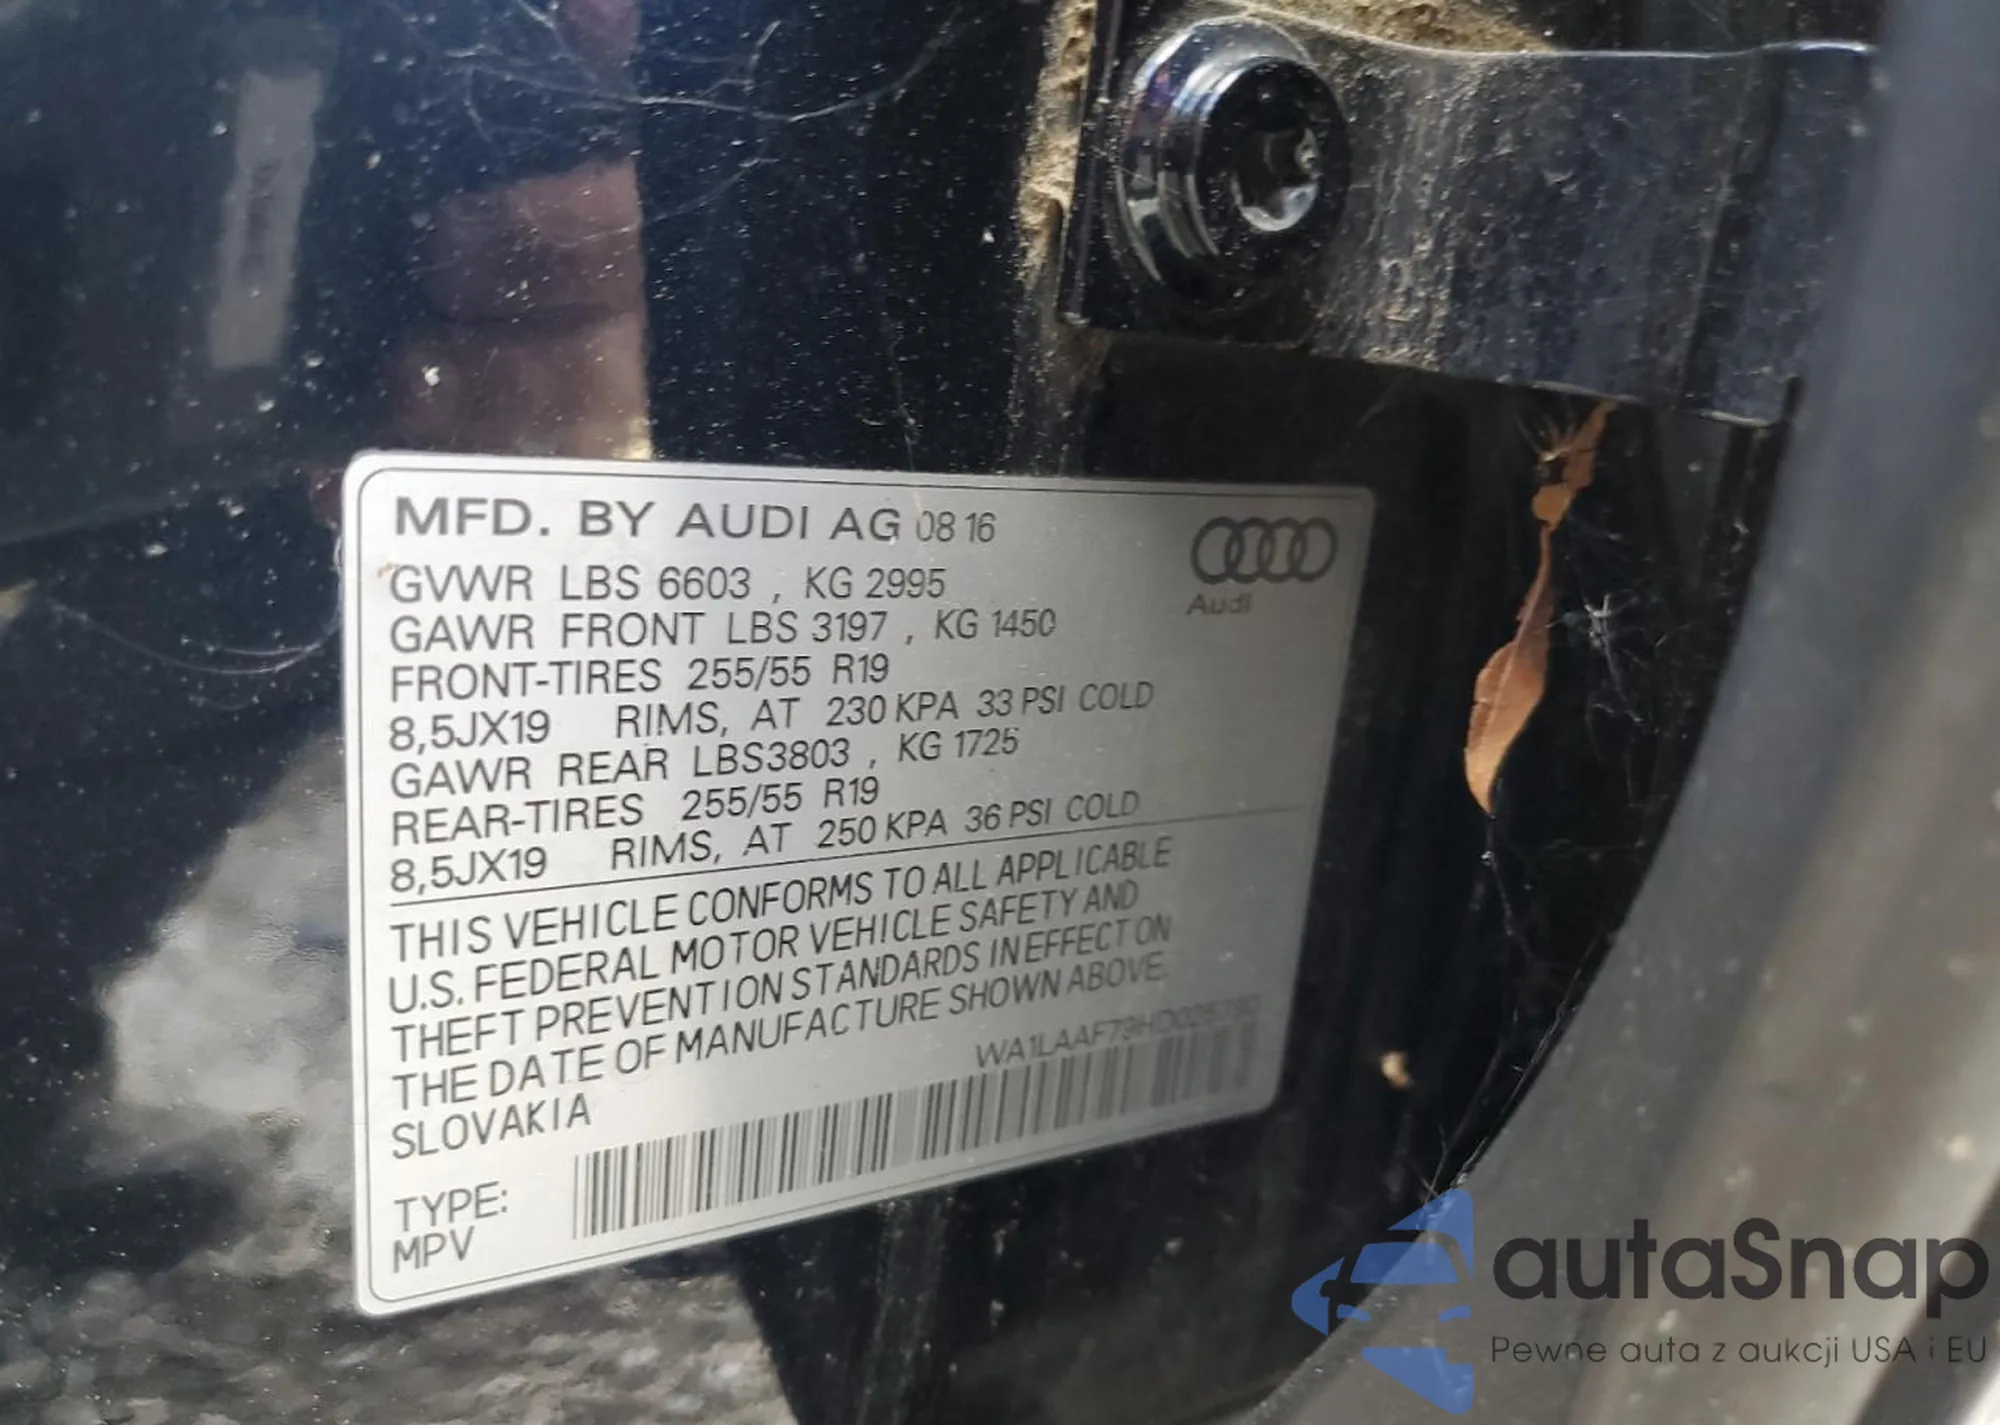 MFD. BY AUDI AG 08 16
GVWR LBS 6603 , KG 2995
GAWR FRONT LBS 3197 , KG 1450
FRONT-TIRES 255/55 R19
8,5JX19 RIMS, AT 230 KPA 33 PSI COLD
GAWR REAR LBS3803 , KG 1725
REAR-TIRES 255/55 R19
8,5JX19 RIMS, AT 250 KPA 36 PSI COLD
Audi
THIS VEHICLE CONFORMS TO ALL APPLICABLE
U.S. FEDERAL MOTOR VEHICLE SAFETY AND
THEFT PREVENTION STANDARDS IN EFFECT ON
THE DATE OF MANUFACTURE SHOWN ABOVE.
SLOVAKIA
TYPE:
MPV
autaSnap
Pewne auta z aukcji USA i EU